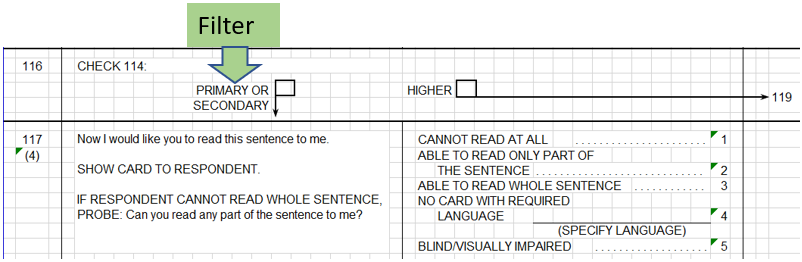 Filter
116 CHECK 114:
PRIMARY OR
SECONDARY
HIGHER
119
117
(4)
Now I would like you to read this sentence to me.
SHOW CARD TO RESPONDENT.
IF RESPONDENT CANNOT READ WHOLE SENTENCE,
PROBE: Can you read any part of the sentence to me?
CANNOT READ AT ALL . . . . . . . . . . . . . . . . . . 1
ABLE TO READ ONLY PART OF
THE SENTENCE . . . . . . . . . . . . . . . . . . . . . . . 2
ABLE TO READ WHOLE SENTENCE . . . . . . . . . . 3
NO CARD WITH REQUIRED
LANGUAGE 4
(SPECIFY LANGUAGE)
BLIND/VISUALLY IMPAIRED . . . . . . . . . . . . . . . . 5